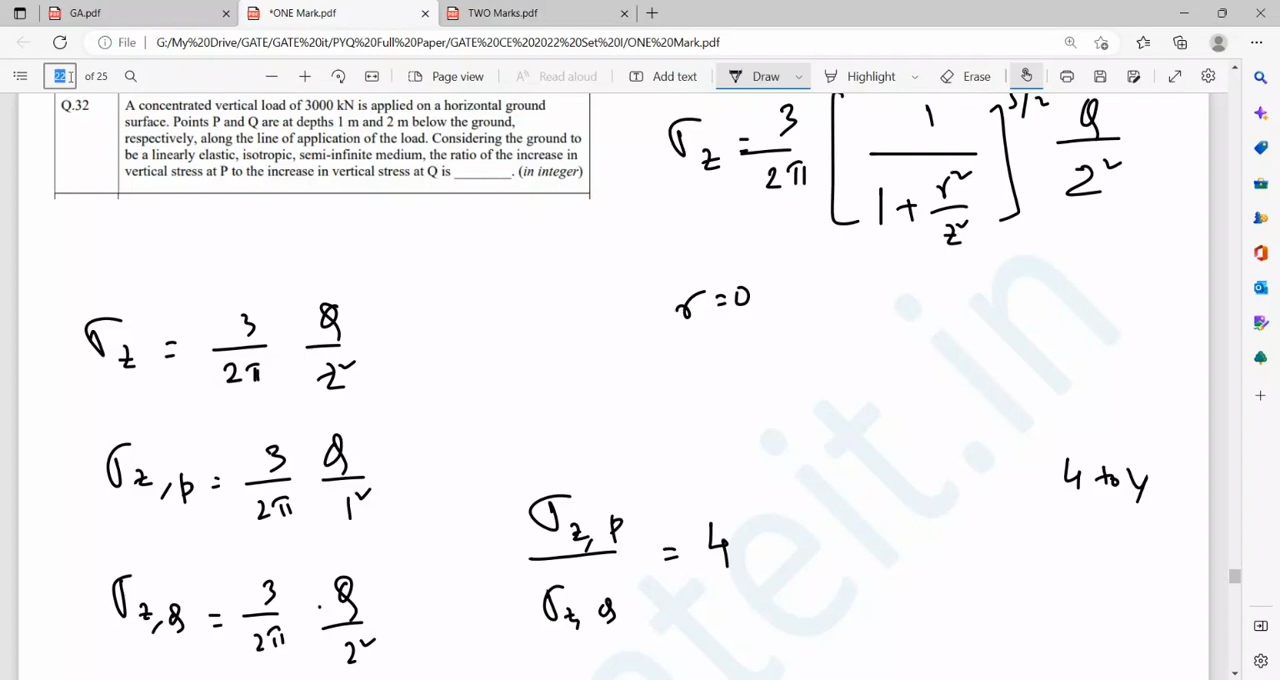 GA.pdf
*ONE Mark.pdf
TWO Marks.pdf
File
G:/My%20Drive/GATE/GATE%20it/PYQ%20Full%20Paper/GATE%20CE%202022%20Set%20I/ONE%20Mark.pdf
22 of 25
Page view
Read aloud
Add text
Draw
Highlight
Erase
Q.32 A concentrated vertical load of 3000 kN is applied on a horizontal ground
surface. Points P and Q are at depths 1 m and 2 m below the ground,
respectively, along the line of application of the load. Considering the ground to
be a linearly elastic, isotropic, semi-infinite medium, the ratio of the increase in
vertical stress at P to the increase in vertical stress at Q is ________. (in integer)
σz = 3/2π [1/(1 + r²/z²)]^3/2 Q/z²
r = 0
σz = 3/2π Q/z²
σz,p = 3/2π Q/1²
σz,p/σz,Q = 4
4 to 4
σz,Q = 3/2π · Q/2²
ateit.in